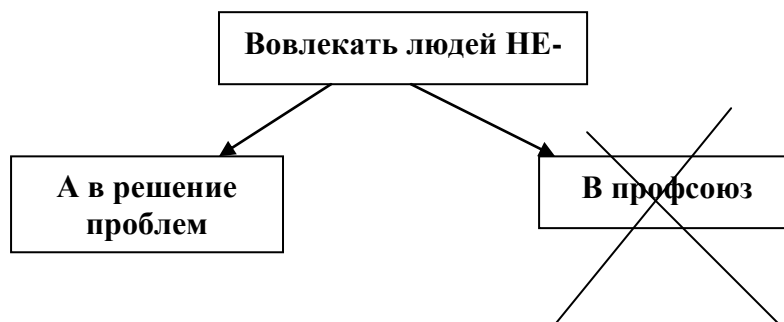 Вовлекать людей НЕ-
А в решение
проблем
В профсоюз